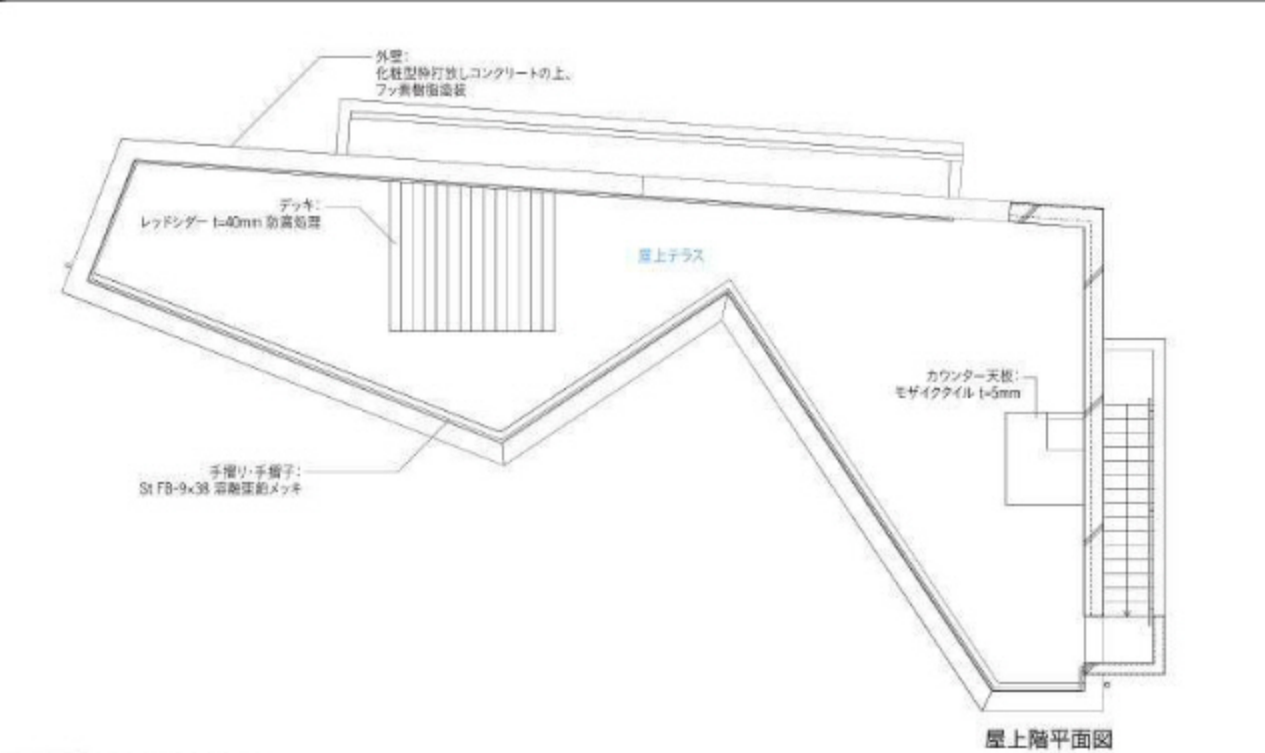 外壁:
化粧型枠打放しコンクリートの上、
フッ素樹脂塗装
デッキ:
レッドシダー t=40mm 防腐処理
屋上テラス
カウンター天板:
モザイクタイル t=5mm
手摺り・手摺子:
St FB-9×38 溶融亜鉛メッキ
屋上階平面図